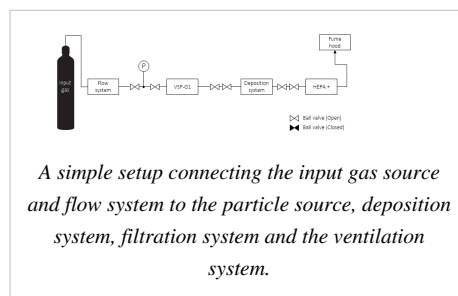 Fume
hood
P
Input
gas
Flow
system
VSP-G1
Deposition
system
HEPA +
Ball valve (Open)
Ball valve (Closed)
A simple setup connecting the input gas source
and flow system to the particle source, deposition
system, filtration system and the ventilation
system.